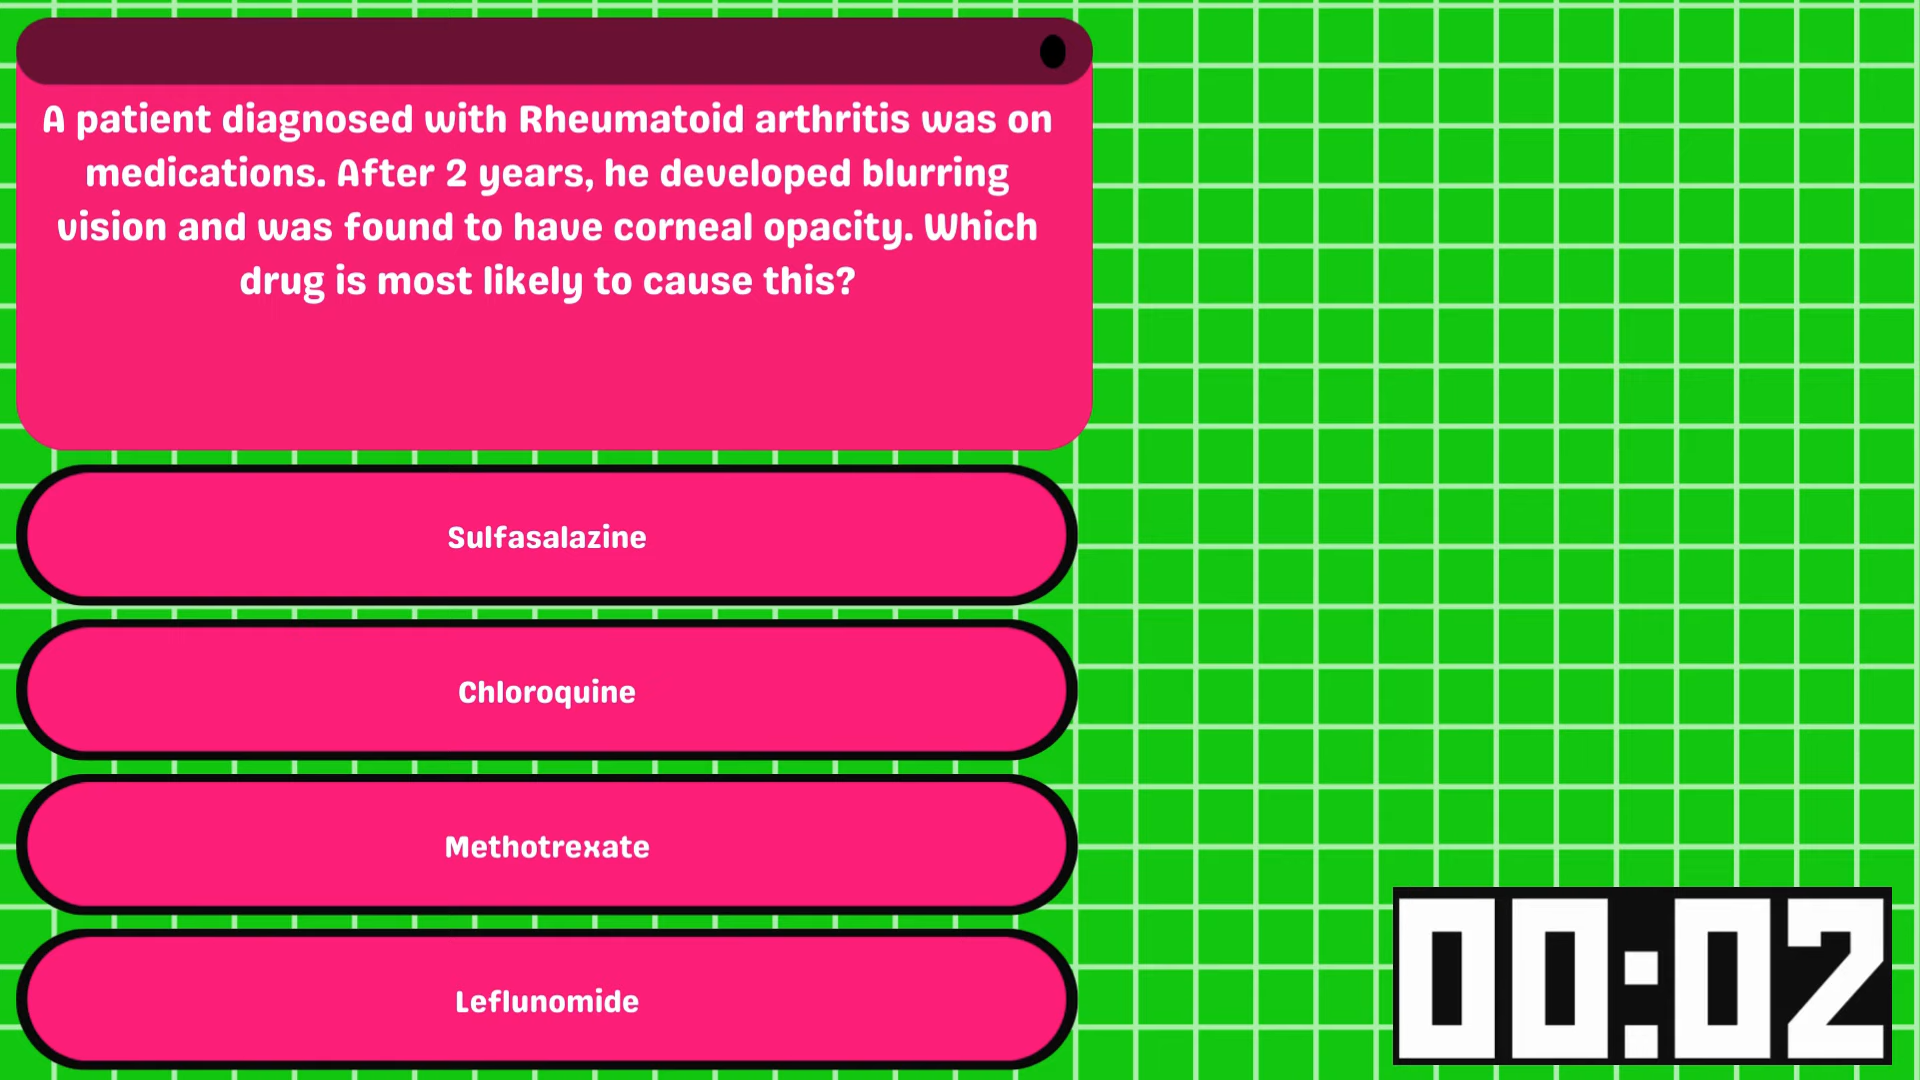 A patient diagnosed with Rheumatoid arthritis was on
medications. After 2 years, he developed blurring
vision and was found to have corneal opacity. Which
drug is most likely to cause this?
Sulfasalazine
Chloroquine
Methotrexate
Leflunomide
00:02